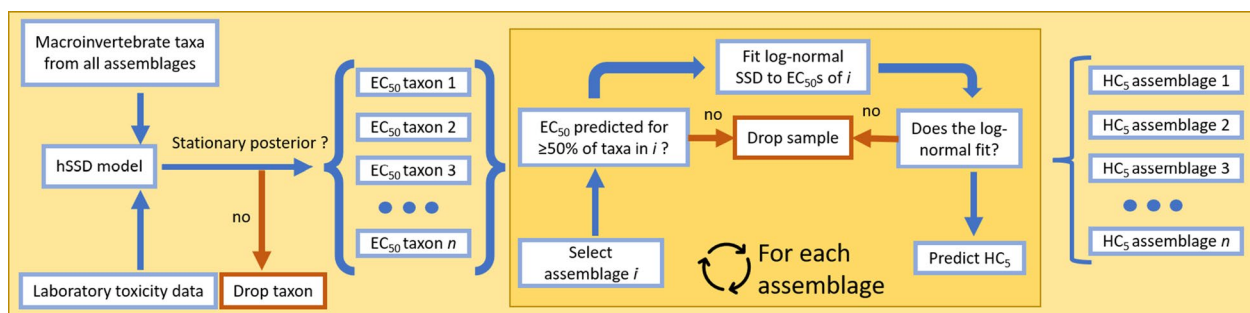 Macroinvertebrate taxa
from all assemblages
hSSD model
Laboratory toxicity data
Stationary posterior ?
no
Drop taxon
EC50 taxon 1
EC50 taxon 2
EC50 taxon 3
EC50 taxon n
Select
assemblage i
EC50 predicted for
≥50% of taxa in i ?
no
Drop sample
Fit log-normal
SSD to EC50s of i
no
Does the log-
normal fit?
Predict HC5
For each
assemblage
HC5 assemblage 1
HC5 assemblage 2
HC5 assemblage 3
HC5 assemblage n